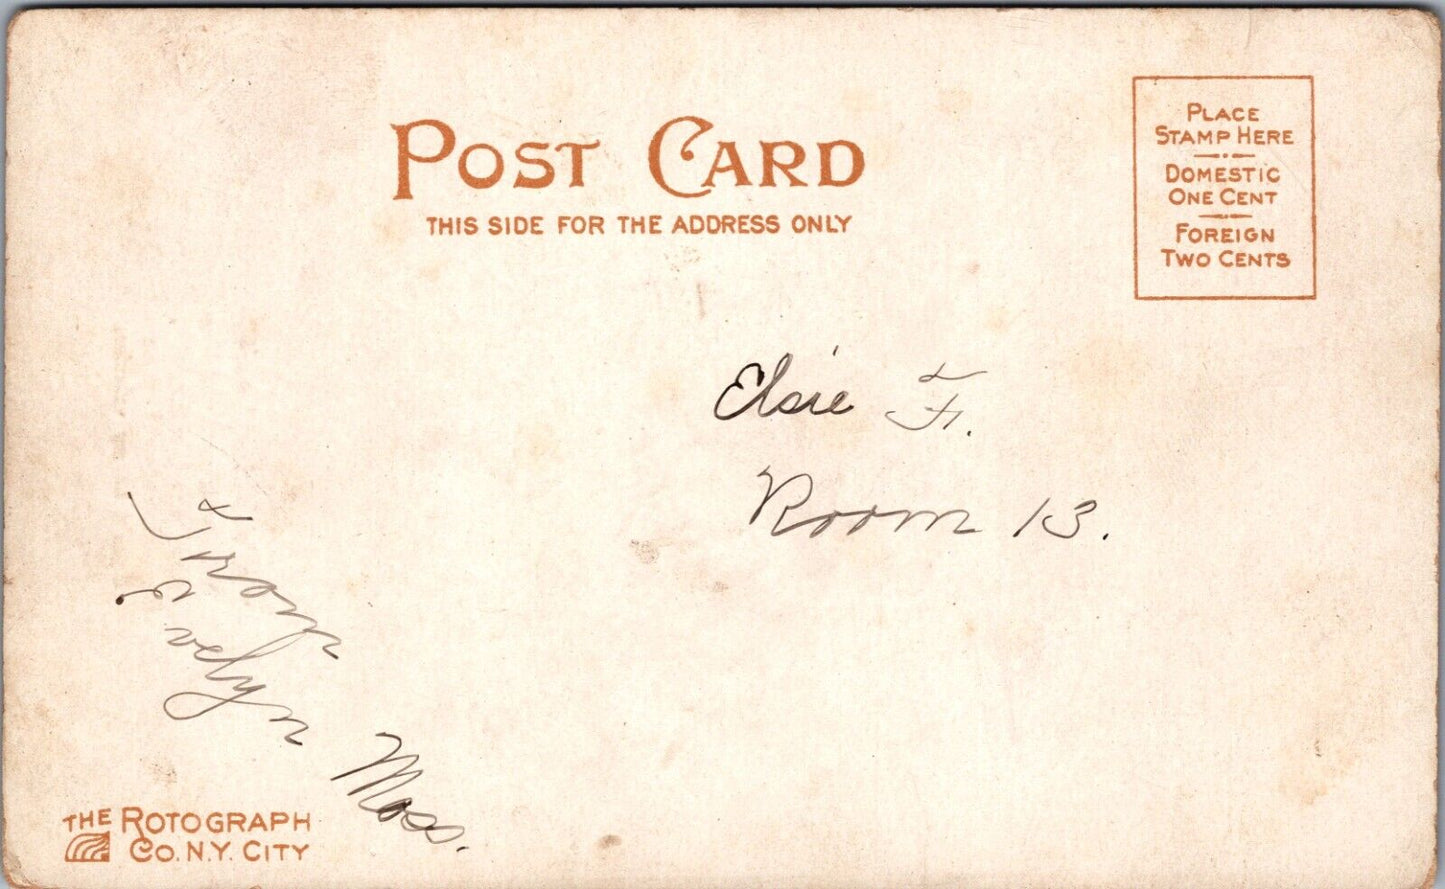 POST CARD
THIS SIDE FOR THE ADDRESS ONLY
PLACE
STAMP HERE
DOMESTIC
ONE CENT
FOREIGN
TWO CENTS
Elsie F.
Room 13.
From
Evelyn Moss.
THE ROTOGRAPH
CO. N.Y. CITY